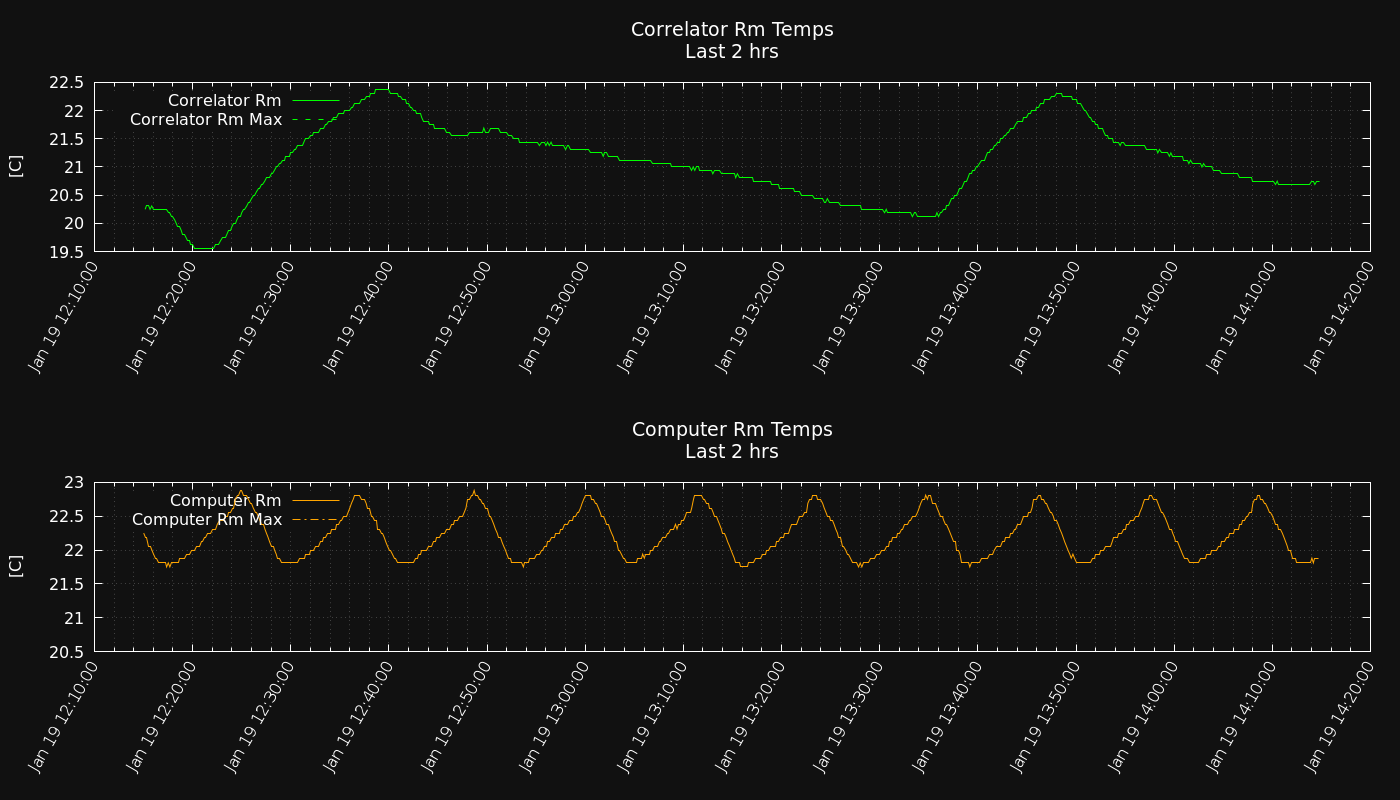 Correlator Rm Temps
Last 2 hrs
22.5
22
21.5
21
20.5
20
19.5
[C]
Correlator Rm
Correlator Rm Max
Jan 19 12:10:00
Jan 19 12:20:00
Jan 19 12:30:00
Jan 19 12:40:00
Jan 19 12:50:00
Jan 19 13:00:00
Jan 19 13:10:00
Jan 19 13:20:00
Jan 19 13:30:00
Jan 19 13:40:00
Jan 19 13:50:00
Jan 19 14:00:00
Jan 19 14:10:00
Jan 19 14:20:00
Computer Rm Temps
Last 2 hrs
23
22.5
22
21.5
21
20.5
[C]
Computer Rm
Computer Rm Max
Jan 19 12:10:00
Jan 19 12:20:00
Jan 19 12:30:00
Jan 19 12:40:00
Jan 19 12:50:00
Jan 19 13:00:00
Jan 19 13:10:00
Jan 19 13:20:00
Jan 19 13:30:00
Jan 19 13:40:00
Jan 19 13:50:00
Jan 19 14:00:00
Jan 19 14:10:00
Jan 19 14:20:00